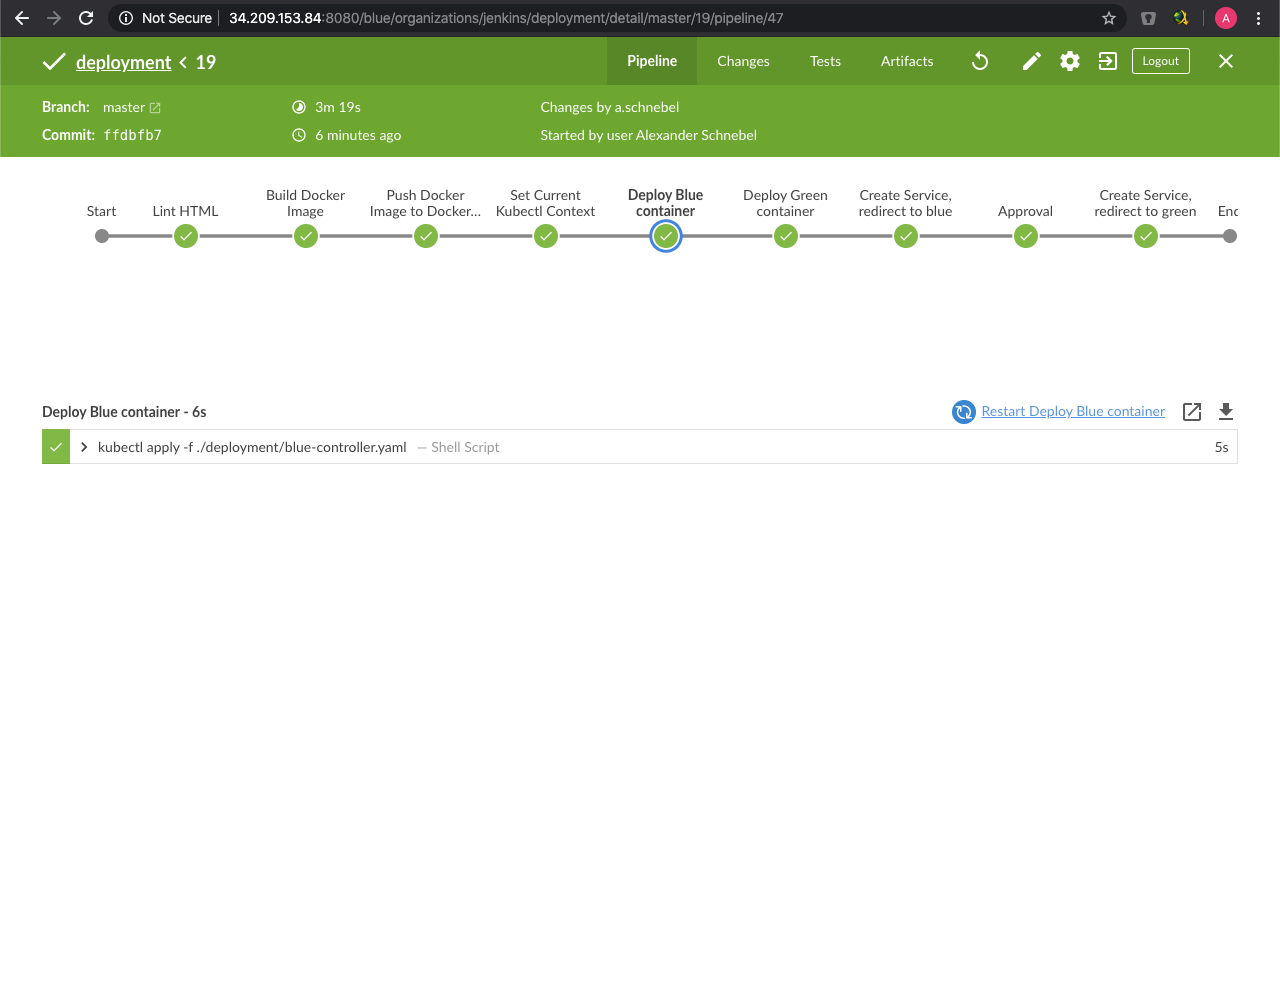 Not Secure 34.209.153.84:8080/blue/organizations/jenkins/deployment/detail/master/19/pipeline/47 A
deployment < 19 Pipeline Changes Tests Artifacts Logout
Branch: master 3m 19s Changes by a.schnebel
Commit: ffdbfb7 6 minutes ago Started by user Alexander Schnebel
Start
Lint HTML
Build Docker
Image
Push Docker
Image to Docker...
Set Current
Kubectl Context
Deploy Blue
container
Deploy Green
container
Create Service,
redirect to blue
Approval
Create Service,
redirect to green
Enc
Deploy Blue container - 6s Restart Deploy Blue container
kubectl apply -f ./deployment/blue-controller.yaml — Shell Script 5s